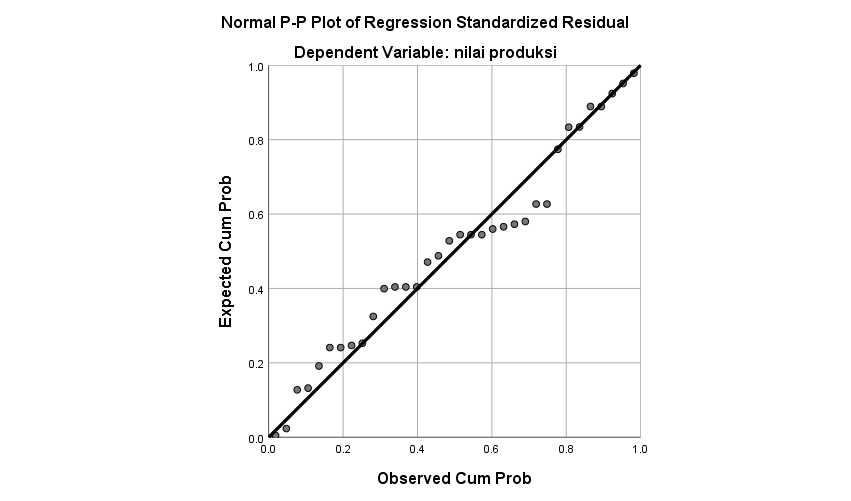 Normal P-P Plot of Regression Standardized Residual
Dependent Variable: nilai produksi
Expected Cum Prob
1.0
0.8
0.6
0.4
0.2
0.0
0.0 0.2 0.4 0.6 0.8 1.0
Observed Cum Prob